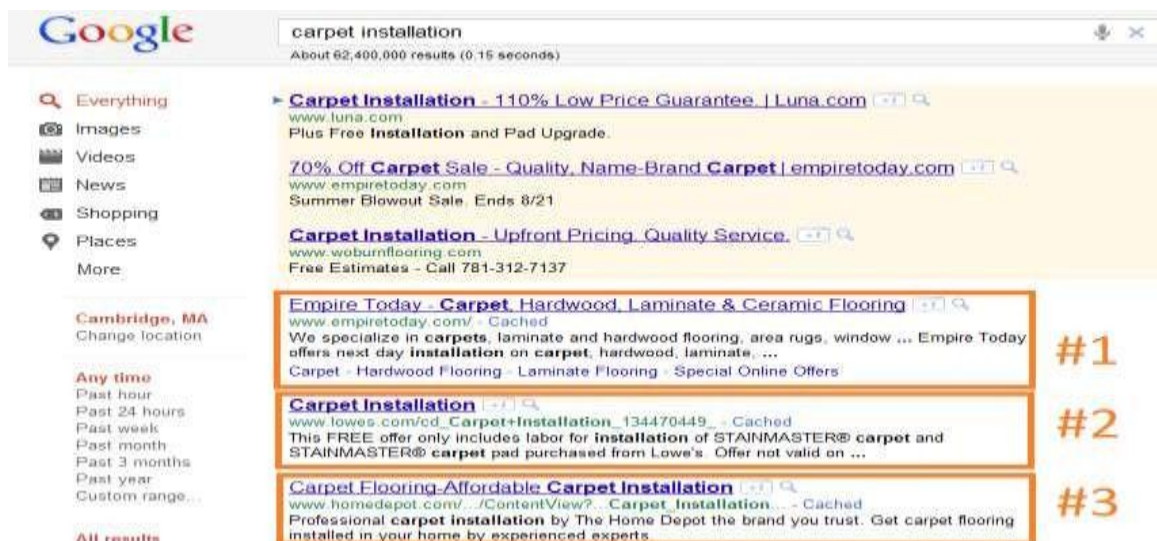 Google
carpet installation
About 62,400,000 results (0.15 seconds)
Everything
Images
Videos
News
Shopping
Places
More
Cambridge, MA
Change location
Any time
Past hour
Past 24 hours
Past week
Past month
Past 3 months
Past year
Custom range...
All results
Carpet Installation - 110% Low Price Guarantee. | Luna.com
www.luna.com
Plus Free Installation and Pad Upgrade.
70% Off Carpet Sale - Quality, Name-Brand Carpet | empiretoday.com
www.empiretoday.com
Summer Blowout Sale. Ends 8/21
Carpet Installation - Upfront Pricing. Quality Service.
www.woburnflooring.com
Free Estimates - Call 781-312-7137
Empire Today - Carpet, Hardwood, Laminate & Ceramic Flooring
www.empiretoday.com/ - Cached
We specialize in carpets, laminate and hardwood flooring, area rugs, window ... Empire Today
offers next day installation on carpet, hardwood, laminate, ...
Carpet - Hardwood Flooring - Laminate Flooring - Special Online Offers
#1
Carpet Installation
www.lowes.com/cd_Carpet+Installation_134470449_ - Cached
This FREE offer only includes labor for installation of STAINMASTER® carpet and
STAINMASTER® carpet pad purchased from Lowe's. Offer not valid on ...
#2
Carpet Flooring-Affordable Carpet Installation
www.homedepot.com/.../ContentView?...Carpet_Installation... - Cached
Professional carpet installation by The Home Depot the brand you trust. Get carpet flooring
installed in your home by experienced experts
#3